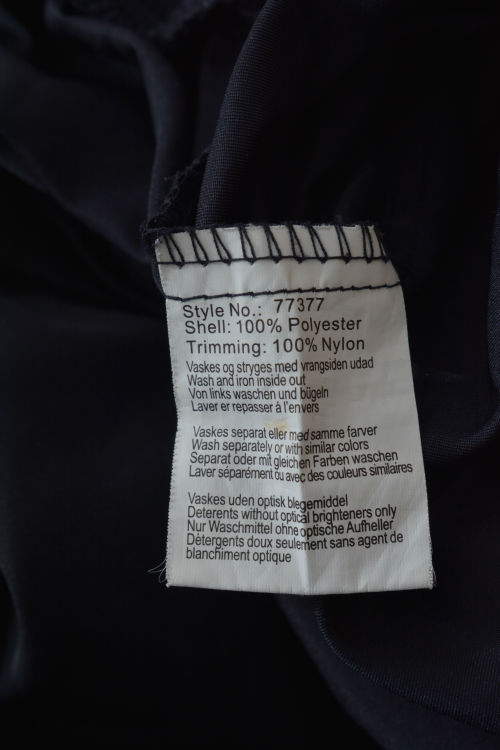 Style No.: 77377
Shell: 100% Polyester
Trimming: 100% Nylon
Vaskes og stryges med vrangsiden udad
Wash and iron inside out
Von links waschen und bügeln
Laver er repasser à l'envers
Vaskes separat eller med samme farver
Wash separately or with similar colors
Separat oder mit gleichen Farben waschen
Laver séparément ou avec des couleurs similaires
Vaskes uden optisk blegemiddel
Deterents without optical brighteners only
Nur Waschmittel ohne optische Aufheller
Détergents doux seulement sans agent de
blanchiment optique